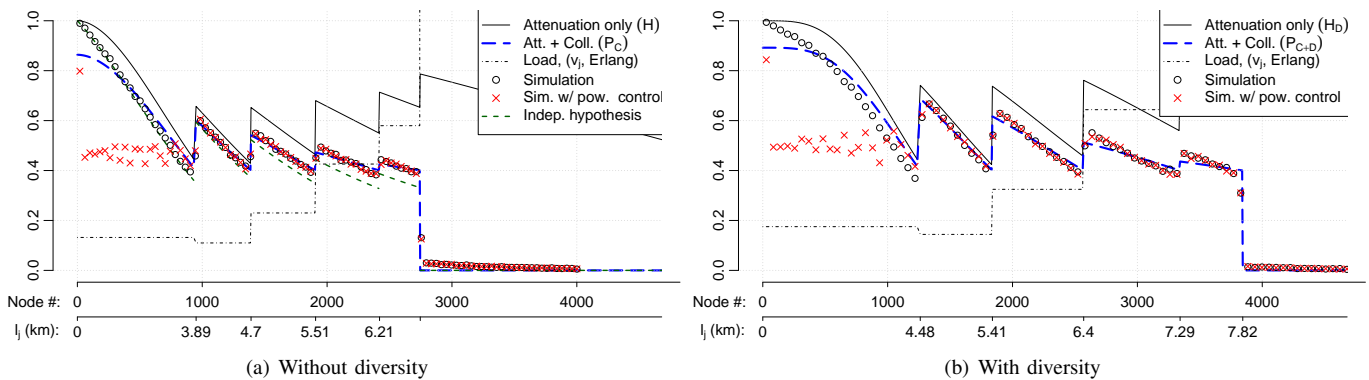 1.0
0.8
0.6
0.4
0.2
0.0
Attenuation only (H)
Att. + Coll. (P_C)
Load, (v_j, Erlang)
Simulation
Sim. w/ pow. control
Indep. hypothesis
Node #: 0 1000 2000 3000 4000
l_j (km): 0 3.89 4.7 5.51 6.21
(a) Without diversity
1.0
0.8
0.6
0.4
0.2
0.0
Attenuation only (H_D)
Att. + Coll. (P_{C+D})
Load, (v_j, Erlang)
Simulation
Sim. w/ pow. control
Node #: 0 1000 2000 3000 4000
l_j (km): 0 4.48 5.41 6.4 7.29 7.82
(b) With diversity